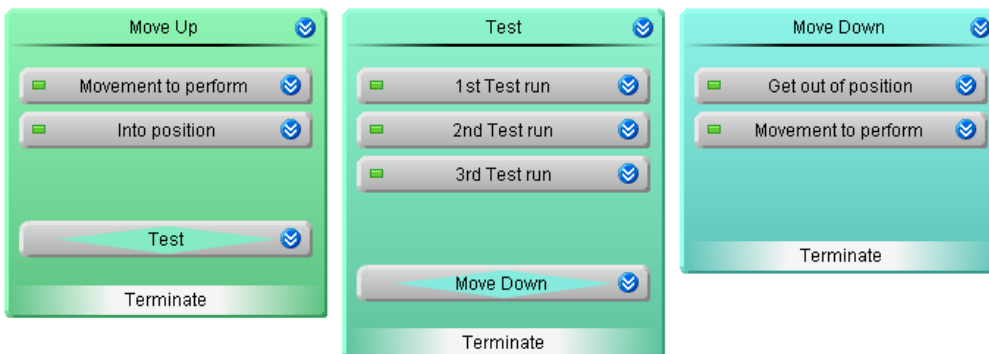 Move Up
Movement to perform
Into position
Test
Terminate
Test
1st Test run
2nd Test run
3rd Test run
Move Down
Terminate
Move Down
Get out of position
Movement to perform
Terminate